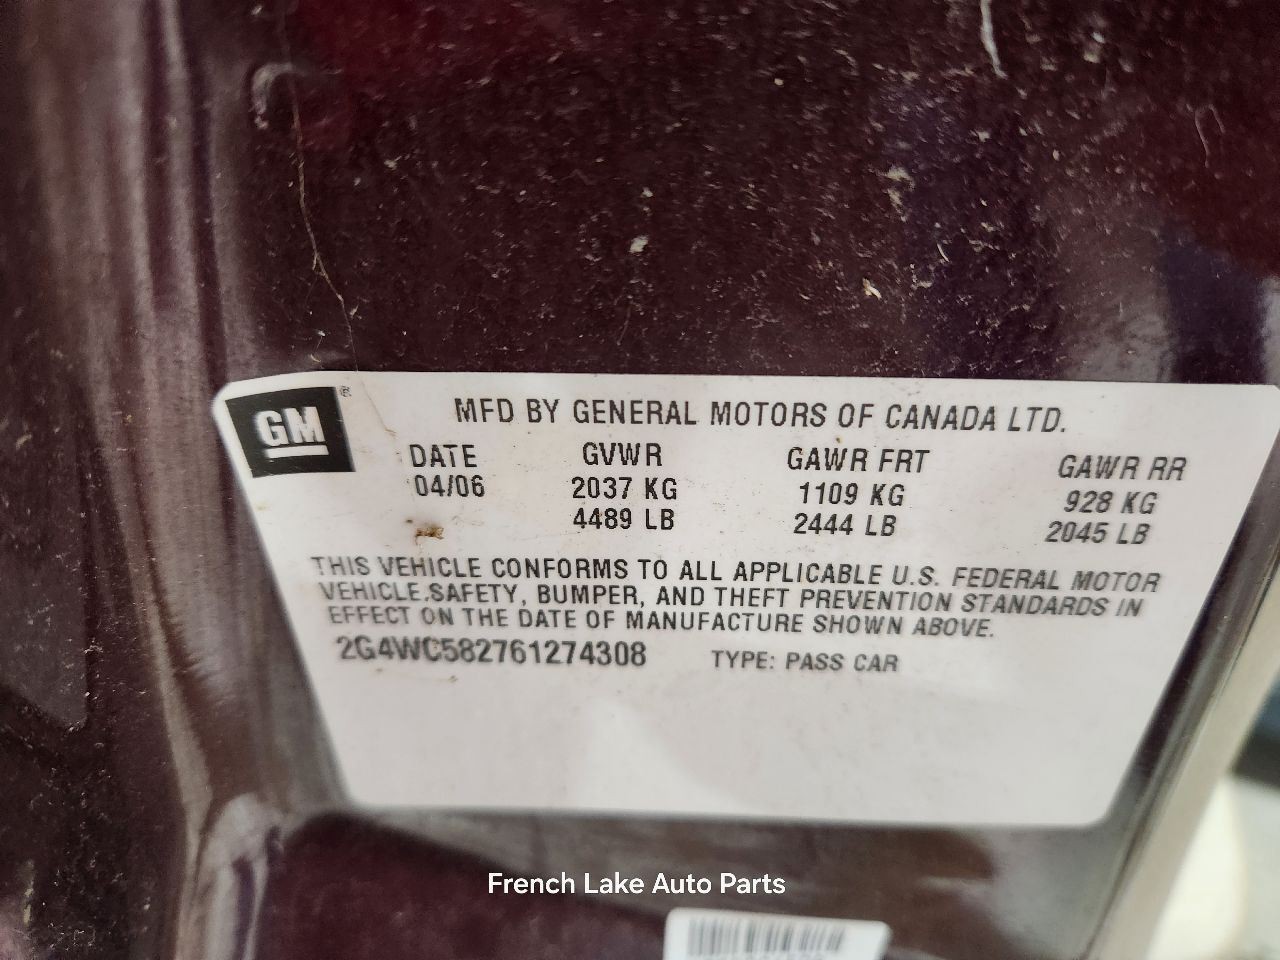 GM ®
MFD BY GENERAL MOTORS OF CANADA LTD.
DATE GVWR GAWR FRT GAWR RR
04/06 2037 KG 1109 KG 928 KG
4489 LB 2444 LB 2045 LB
THIS VEHICLE CONFORMS TO ALL APPLICABLE U.S. FEDERAL MOTOR
VEHICLE SAFETY, BUMPER, AND THEFT PREVENTION STANDARDS IN
EFFECT ON THE DATE OF MANUFACTURE SHOWN ABOVE.
2G4WC582761274308 TYPE: PASS CAR
French Lake Auto Parts